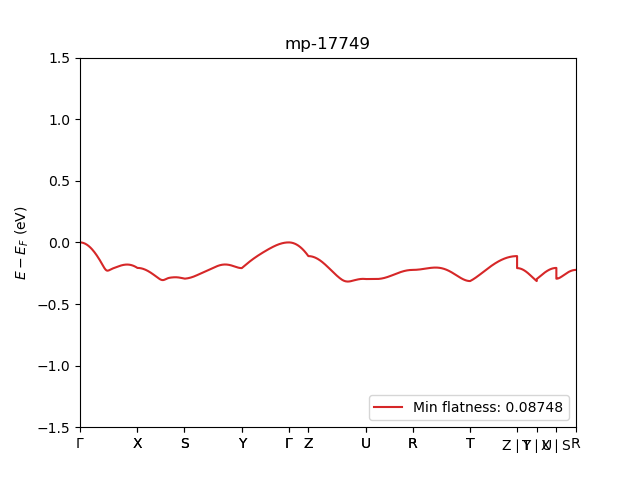 mp-17749
E − E_F (eV)
1.5
1.0
0.5
0.0
−0.5
−1.0
−1.5
Min flatness: 0.08748
Γ X S Y Γ Z U R T Z|T Y|X U|S R